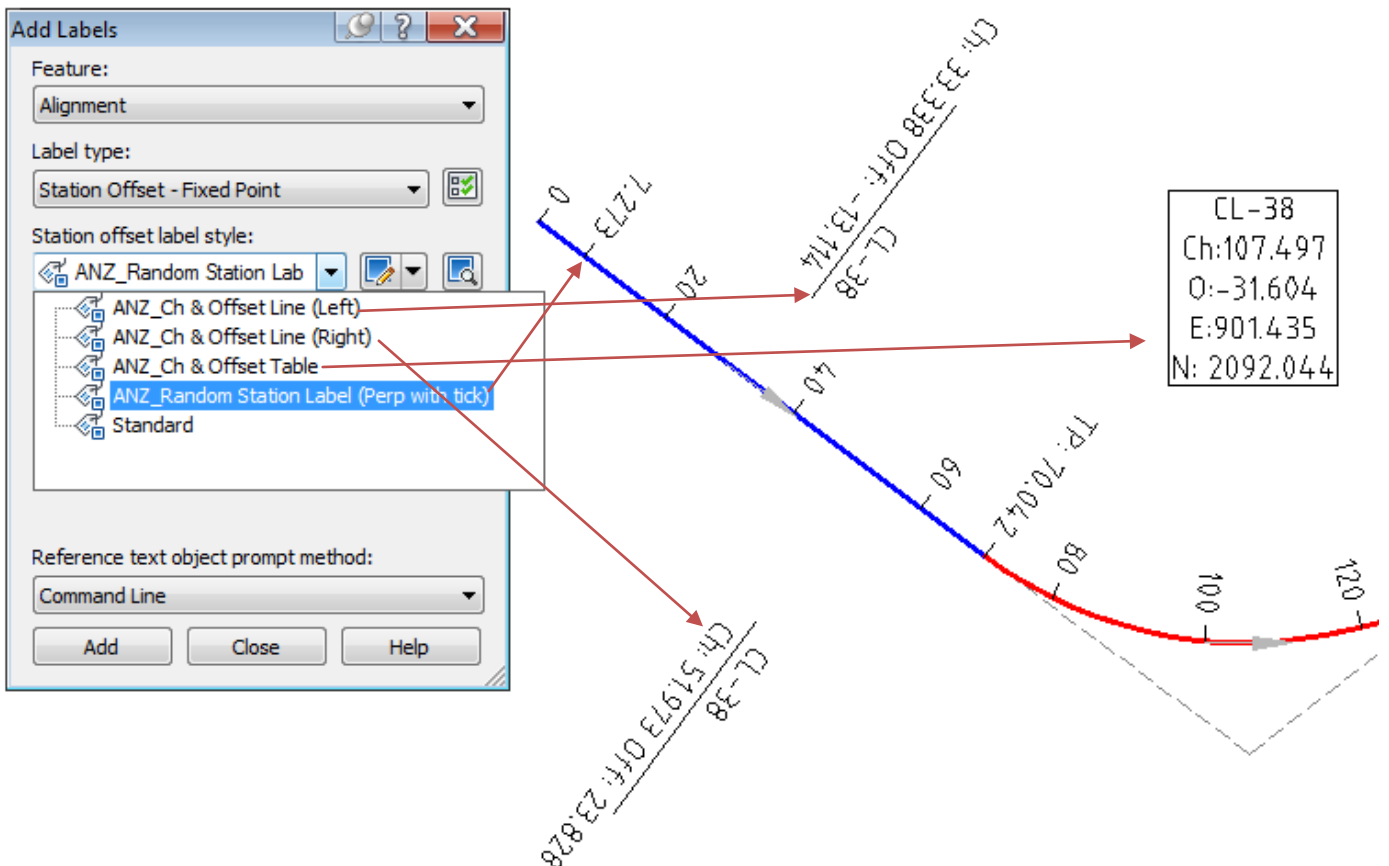 Add Labels
Feature:
Alignment
Label type:
Station Offset - Fixed Point
Station offset label style:
ANZ_Random Station Lab
ANZ_Ch & Offset Line (Left)
ANZ_Ch & Offset Line (Right)
ANZ_Ch & Offset Table
ANZ_Random Station Label (Perp with tick)
Standard
Reference text object prompt method:
Command Line
Add
Close
Help
0
7.273
20
Ch: 33.338 Off: -13.114
CL-38
40
60
TP: 70.042
80
100
120
Ch: 51.973 Off: 23.828
CL-38
CL-38
Ch:107.497
O:-31.604
E:901.435
N: 2092.044